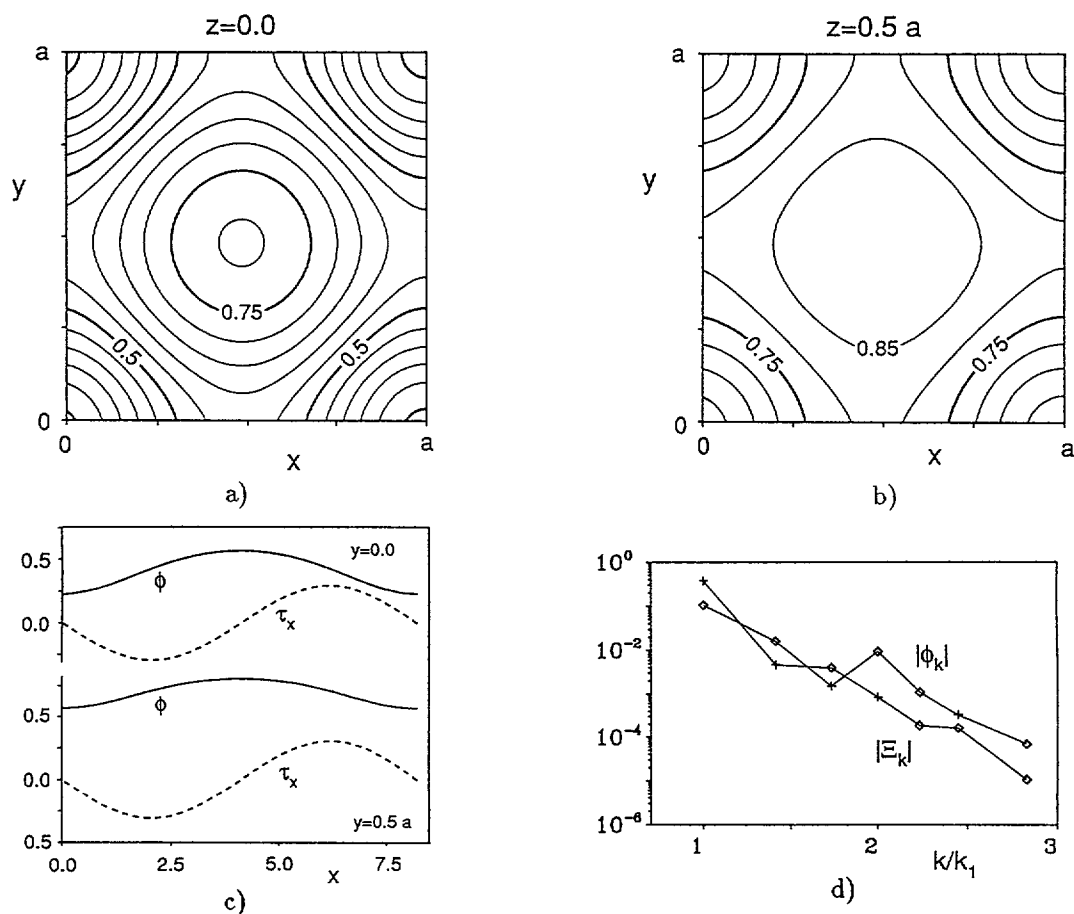 z=0.0
a
y
0.75
0.5
0.5
0
0
x
a
a)
z=0.5 a
a
y
0.75
0.85
0.75
0
0
x
a
b)
0.5
0.0
0.5
0.0
0.5
y=0.0
ϕ
τx
ϕ
τx
y=0.5 a
0.0
2.5
5.0
7.5
x
c)
10^0
10^-2
10^-4
10^-6
|ϕk|
|Ξk|
1
2
3
k/k1
d)